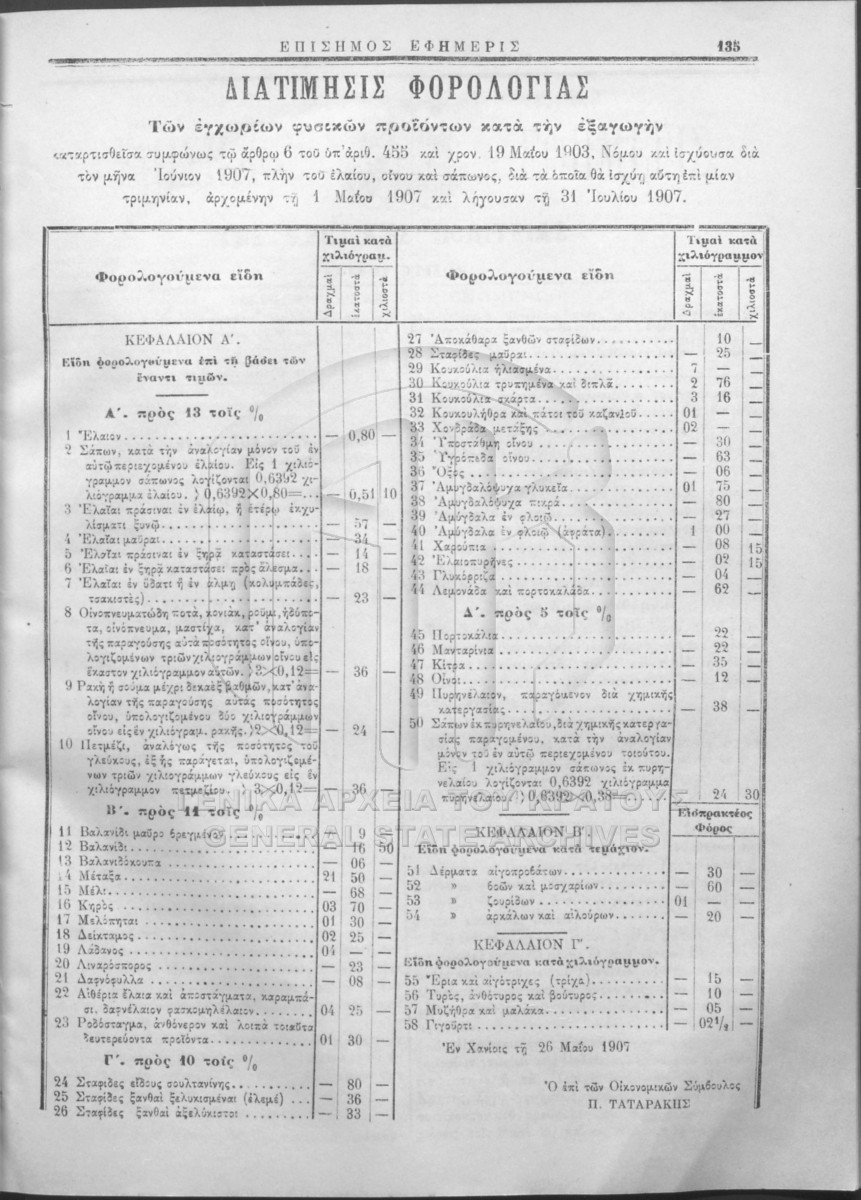 ΕΠΙΣΗΜΟΣ ΕΦΗΜΕΡΙΣ 135
ΔΙΑΤΙΜΗΣΙΣ ΦΟΡΟΛΟΓΙΑΣ
Τῶν ἐγχωρίων φυσικῶν προϊόντων κατὰ τὴν ἐξαγωγὴν
καταρτισθεῖσα συμφώνως τῷ ἄρθρῳ 6 τοῦ ὑπ' ἀριθ. 455 καὶ χρον. 19 Μαΐου 1903, Νόμου καὶ ἰσχύουσα διὰ
τὸν μῆνα Ἰούνιον 1907, πλὴν τοῦ ἐλαίου, οἴνου καὶ σάπωνος, διὰ τὰ ὁποῖα θὰ ἰσχύῃ αὕτη ἐπὶ μίαν
τριμηνίαν, ἀρχομένην τῇ 1 Μαΐου 1907 καὶ λήγουσαν τῇ 31 Ἰουλίου 1907.
Φορολογούμενα εἴδη
Τιμαὶ κατὰ
χιλιόγραμ.
Δραχμαὶ
ἑκατοστὰ
χιλιοστὰ
ΚΕΦΑΛΑΙΟΝ Α΄.
Εἴδη φορολογούμενα ἐπὶ τῇ βάσει τῶν
ἔναντι τιμῶν.
Α΄. πρὸς 13 τοῖς %
1 Ἔλαιον — 0,80 —
2 Σάπων, κατὰ τὴν ἀναλογίαν μόνον τοῦ ἐν
αὐτῷ περιεχομένου ἐλαίου. Εἰς 1 χιλιό-
γραμμον σάπωνος λογίζονται 0,6392 χι-
λιόγραμμα ἐλαίου. ) 0,6392×0,80=... — 0,51 10
3 Ἐλαῖαι πράσιναι ἐν ἐλαίῳ, ἢ ἑτέρῳ ἐκχυ-
λίσματι ξυνῷ — 57 —
4 Ἐλαῖαι μαῦραι — 34 —
5 Ἐλαῖαι πράσιναι ἐν ξηρᾷ καταστάσει — 14 —
6 Ἐλαῖαι ἐν ξηρᾷ καταστάσει πρὸς ἄλεσμα — 18 —
7 Ἐλαῖαι ἐν ὕδατι ἢ ἐν ἅλμῃ (κολυμπάδες,
τσακιστὲς) — 23 —
8 Οἰνοπνευματώδη ποτὰ, κονιὰκ, ροῦμι, ἡδύπο-
τα, οἰνόπνευμα, μαστίχα, κατ' ἀναλογίαν
τῆς παραγούσης αὐτὰ ποσότητος οἴνου, ὑπο-
λογιζομένων τριῶν χιλιογράμμων οἴνου εἰς
ἕκαστον χιλιόγραμμον αὐτῶν. ) 3×0,12= — 36 —
9 Ρακὴ ἢ σοῦμα μέχρι δεκαὲξ βαθμῶν, κατ' ἀνα-
λογίαν τῆς παραγούσης αὐτὰς ποσότητος
οἴνου, ὑπολογιζομένου δύο χιλιογράμμων
οἴνου εἰς ἓν χιλιόγραμ. ρακῆς. ) 2×0,12= — 24 —
10 Πετμέζι, ἀναλόγως τῆς ποσότητος τοῦ
γλεύκους, ἐξ ἧς παράγεται, ὑπολογιζομέ-
νων τριῶν χιλιογράμμων γλεύκους εἰς ἓν
χιλιόγραμμον πετμεζίου. ) 3×0,12= — 36 —
Β΄. πρὸς 11 τοῖς %
11 Βαλανίδι μαῦρο βρεγμένον — 9 —
12 Βαλανίδι — 16 50
13 Βαλανιδόκουπα — 06 —
14 Μέταξα 21 50 —
15 Μέλι — 68 —
16 Κηρὸς 03 70 —
17 Μελόπηται 01 30 —
18 Δείκταμος 02 25 —
19 Λάδανος 04 — —
20 Λιναρόσπορος — 23 —
21 Δαφνόφυλλα — 08 —
22 Αἰθέρια ἔλαια καὶ ἀποστάγματα, καραμπά-
σι, δαφνέλαιον φασκομηλέλαιον 04 25 —
23 Ροδόσταγμα, ἀνθόνερον καὶ λοιπὰ τοιαῦτα
δευτερεύοντα προϊόντα 01 30 —
Γ΄. πρὸς 10 τοῖς %
24 Σταφίδες εἴδους σουλτανίνης — 80 —
25 Σταφίδες ξανθαὶ ξελυκισμέναι (ἐλεμέ) — 36 —
26 Σταφίδες ξανθαὶ ἀξελύκιστοι — 33 —
Φορολογούμενα εἴδη
Τιμαὶ κατὰ
χιλιόγραμμον
Δραχμαὶ
ἑκατοστὰ
χιλιοστὰ
27 Ἀποκάθαρα ξανθῶν σταφίδων 10 —
28 Σταφίδες μαῦραι — 25 —
29 Κουκούλια ἡλιασμένα 7 — —
30 Κουκούλια τρυπημένα καὶ διπλᾶ 2 76 —
31 Κουκούλια σκάρτα 3 16 —
32 Κουκουλήθρα καὶ πάτοι τοῦ καζανίοῦ 01 — —
33 Χονδράδα μετάξης 02 — —
34 Ὑποστάθμη οἴνου — 30 —
35 Ὑγρόπεδα οἴνου — 63 —
36 Ὄξος — 06 —
37 Ἀμυγδαλόψυχα γλυκεῖα 01 75 —
38 Ἀμυγδαλόψυχα πικρὰ — 80 —
39 Ἀμύγδαλα ἐν φλοιῷ — 27 —
40 Ἀμύγδαλα ἐν φλοιῷ (ἀφράτα) 1 00 —
41 Χαρούπια — 08 15
42 Ἐλαιοπυρῆνες — 02 15
43 Γλυκόρριζα — 04 —
44 Λεμονάδα καὶ πορτοκαλάδα — 62 —
Δ΄. πρὸς 5 τοῖς %
45 Πορτοκάλια — 22 —
46 Μανταρίνια — 22 —
47 Κίτρα — 35 —
48 Οἶνοι — 12 —
49 Πυρηνέλαιον, παραγόμενον διὰ χημικῆς
κατεργασίας — 38 —
50 Σάπων ἐκ πυρηνελαίου, διὰ χημικῆς κατεργα-
σίας παραγομένου, κατὰ τὴν ἀναλογίαν
μόνον τοῦ ἐν αὐτῷ περιεχομένου τοιούτου.
Εἰς 1 χιλιόγραμμον σάπωνος ἐκ πυρη-
νελαίου λογίζονται 0,6392 χιλιόγραμμα
πυρηνελαίου. ) 0,6392×0,38= 24 30
Εἰσπρακτέος
Φόρος
ΚΕΦΑΛΑΙΟΝ Β΄.
Εἴδη φορολογούμενα κατὰ τεμάχιον.
51 Δέρματα αἰγοπροβάτων — 30 —
52 » βοῶν καὶ μοσχαρίων — 60 —
53 » ζουρίδων 01 — —
54 » ἀρκάλων καὶ αἰλούρων — 20 —
ΚΕΦΑΛΑΙΟΝ Γ΄.
Εἴδη φορολογούμενα κατὰ χιλιόγραμμον.
55 Ἔρια καὶ αἰγότριχες (τρίχα) — 15 —
56 Τυρὸς, ἀνθότυρος καὶ βούτυρος — 10 —
57 Μυζήθρα καὶ μαλάκα — 05 —
58 Γιγοῦρτι — 02½ —
Ἐν Χανίοις τῇ 26 Μαΐου 1907
Ὁ ἐπὶ τῶν Οἰκονομικῶν Σύμβουλος
Π. ΤΑΤΑΡΑΚΗΣ
ΓΕΝΙΚΑ ΑΡΧΕΙΑ ΤΟΥ ΚΡΑΤΟΥΣ
GENERAL STATE ARCHIVES